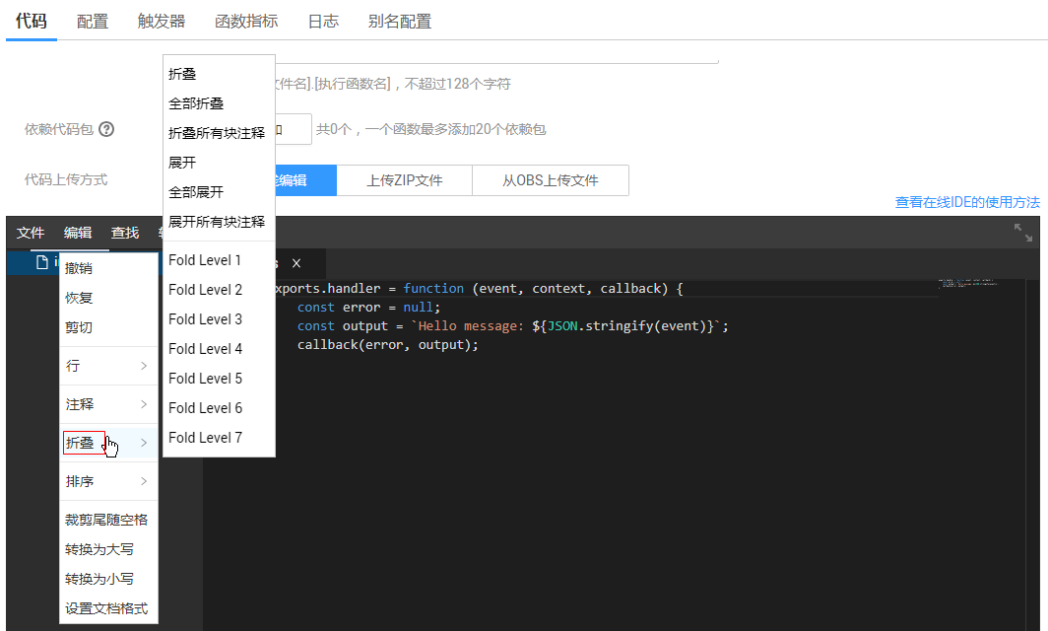 代码 配置 触发器 函数指标 日志 别名配置
件名].[执行函数名]，不超过128个字符
依赖代码包 ?
共0个，一个函数最多添加20个依赖包
代码上传方式
编辑 上传ZIP文件 从OBS上传文件
查看在线IDE的使用方法
折叠
全部折叠
折叠所有块注释
展开
全部展开
展开所有块注释
Fold Level 1
Fold Level 2
Fold Level 3
Fold Level 4
Fold Level 5
Fold Level 6
Fold Level 7
文件 编辑 查找
撤销
恢复
剪切
行 >
注释 >
折叠 >
排序 >
裁剪尾随空格
转换为大写
转换为小写
设置文档格式
xports.handler = function (event, context, callback) {
const error = null;
const output = `Hello message: ${JSON.stringify(event)}`;
callback(error, output);